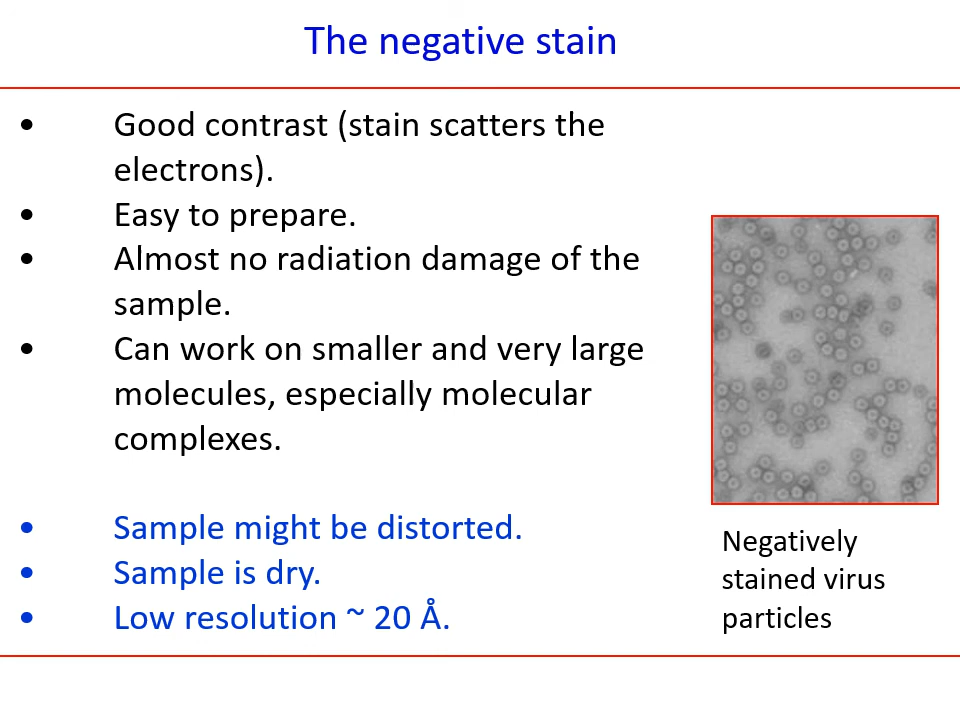 The negative stain
• Good contrast (stain scatters the
electrons).
• Easy to prepare.
• Almost no radiation damage of the
sample.
• Can work on smaller and very large
molecules, especially molecular
complexes.
• Sample might be distorted.
• Sample is dry.
• Low resolution ~ 20 Å.
Negatively
stained virus
particles